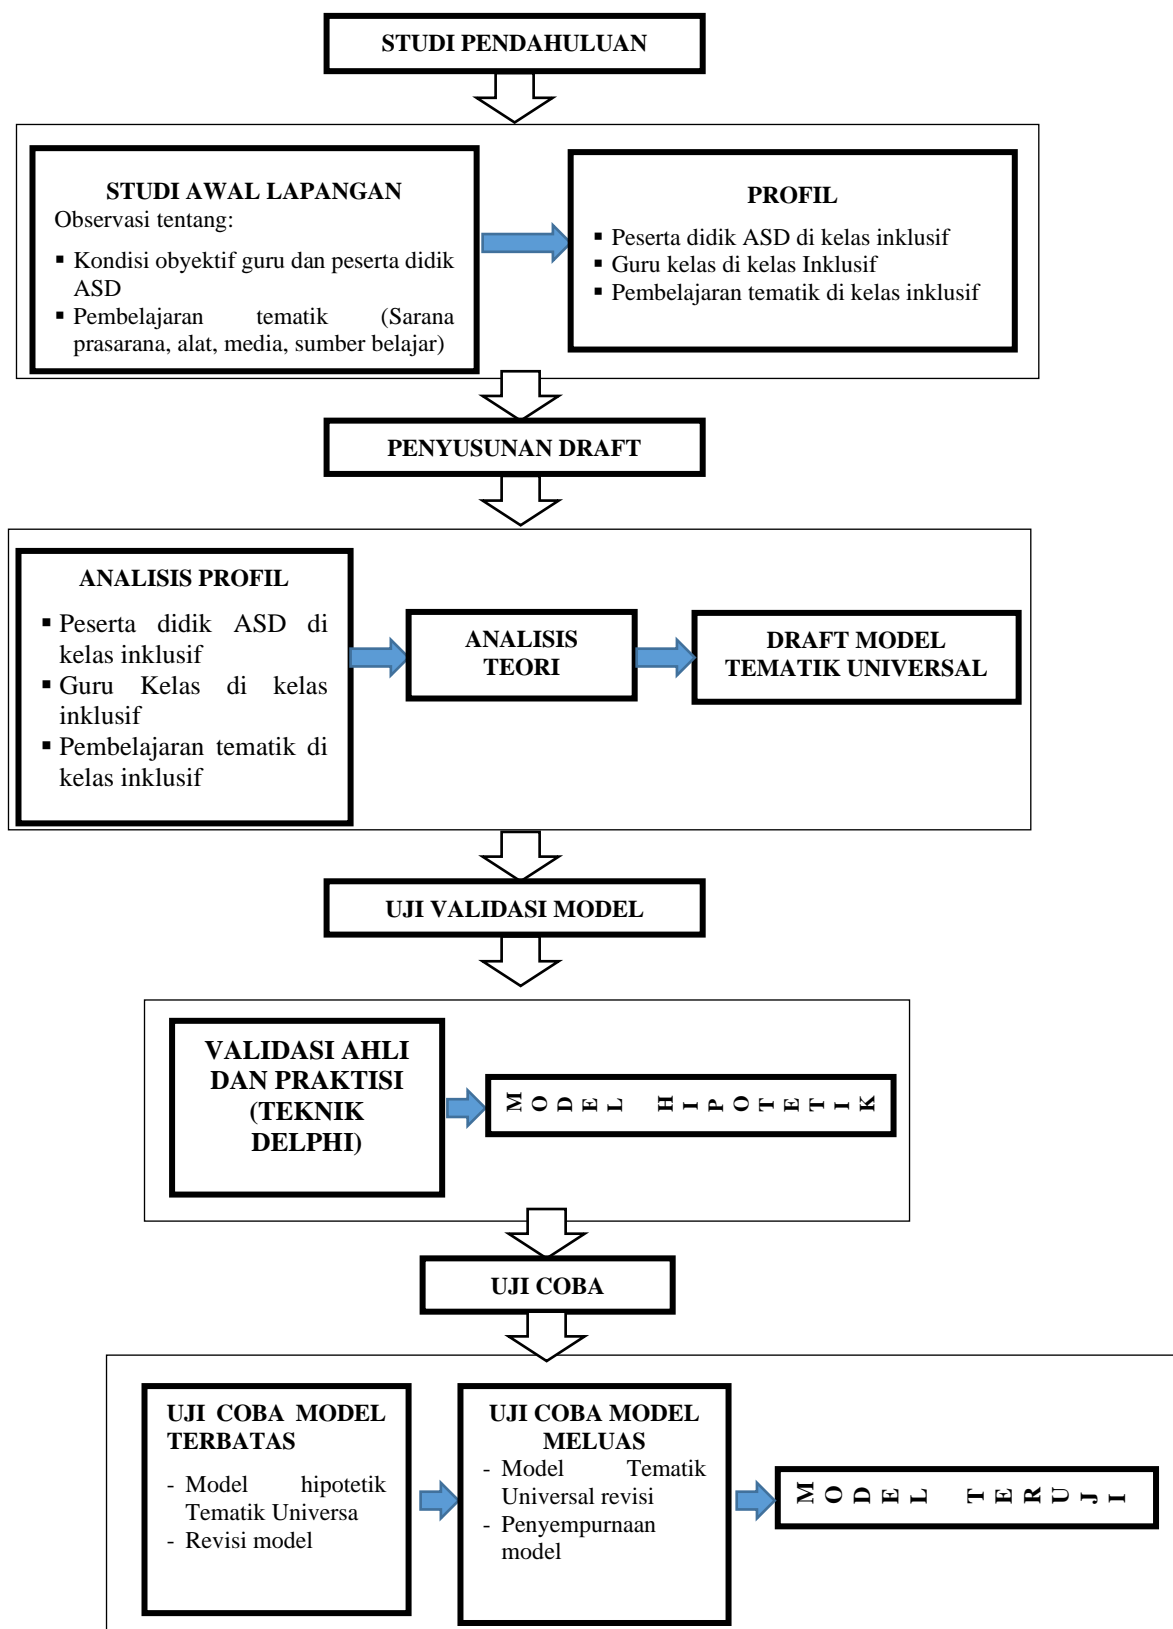 STUDI PENDAHULUAN
STUDI AWAL LAPANGAN
Observasi tentang:
▪ Kondisi obyektif guru dan peserta didik
ASD
▪ Pembelajaran tematik (Sarana
prasarana, alat, media, sumber belajar)
PROFIL
▪ Peserta didik ASD di kelas inklusif
▪ Guru kelas di kelas Inklusif
▪ Pembelajaran tematik di kelas inklusif
PENYUSUNAN DRAFT
ANALISIS PROFIL
▪ Peserta didik ASD di
kelas inklusif
▪ Guru Kelas di kelas
inklusif
▪ Pembelajaran tematik di
kelas inklusif
ANALISIS
TEORI
DRAFT MODEL
TEMATIK UNIVERSAL
UJI VALIDASI MODEL
VALIDASI AHLI
DAN PRAKTISI
(TEKNIK
DELPHI)
MODEL HIPOTETIK
UJI COBA
UJI COBA MODEL
TERBATAS
- Model hipotetik
Tematik Universa
- Revisi model
UJI COBA MODEL
MELUAS
- Model Tematik
Universal revisi
- Penyempurnaan
model
MODEL TERUJI